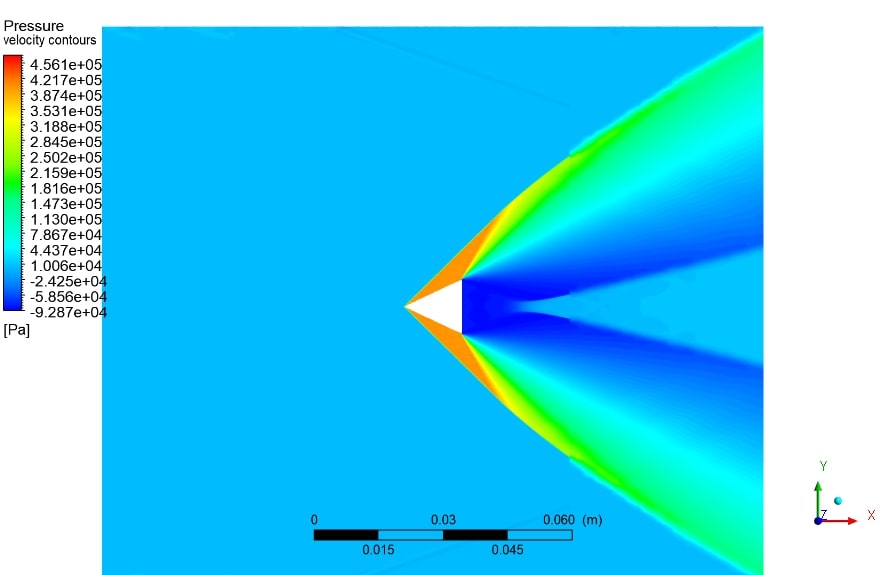 Pressure
velocity contours
4.561e+05
4.217e+05
3.874e+05
3.531e+05
3.188e+05
2.845e+05
2.502e+05
2.159e+05
1.816e+05
1.473e+05
1.130e+05
7.867e+04
4.437e+04
1.006e+04
-2.425e+04
-5.856e+04
-9.287e+04
[Pa]
0 0.03 0.060 (m)
0.015 0.045
Y
Z X